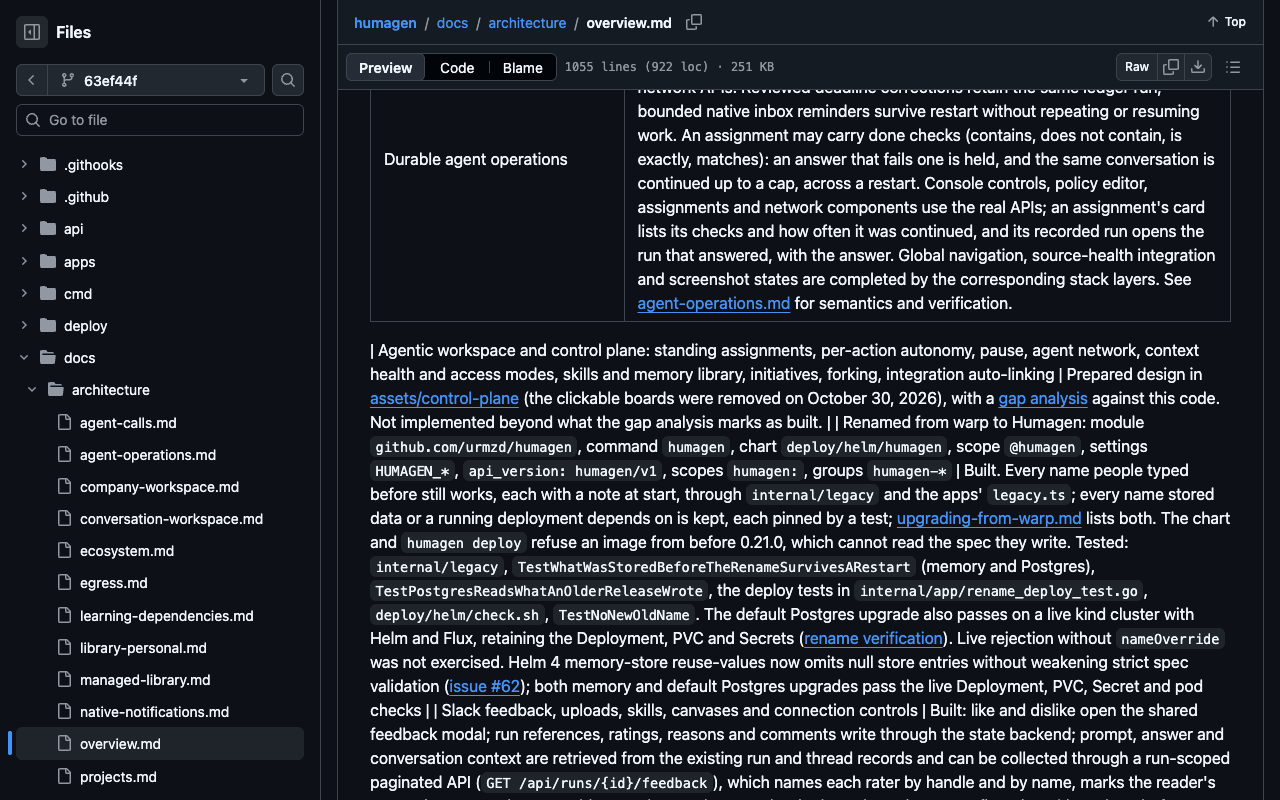 Files
63ef44f
Go to file
.githooks
.github
api
apps
cmd
deploy
docs
architecture
agent-calls.md
agent-operations.md
company-workspace.md
conversation-workspace.md
ecosystem.md
egress.md
learning-dependencies.md
library-personal.md
managed-library.md
native-notifications.md
overview.md
projects.md
humagen / docs / architecture / overview.md
Top
Preview Code Blame 1055 lines (922 loc) · 251 KB Raw
Durable agent operations
network APIs. Reviewed deadline corrections retain the same ledger run;
bounded native inbox reminders survive restart without repeating or resuming
work. An assignment may carry done checks (contains, does not contain, is
exactly, matches): an answer that fails one is held, and the same conversation is
continued up to a cap, across a restart. Console controls, policy editor,
assignments and network components use the real APIs; an assignment's card
lists its checks and how often it was continued, and its recorded run opens the
run that answered, with the answer. Global navigation, source-health integration
and screenshot states are completed by the corresponding stack layers. See
agent-operations.md for semantics and verification.
| Agentic workspace and control plane: standing assignments, per-action autonomy, pause, agent network, context
health and access modes, skills and memory library, initiatives, forking, integration auto-linking | Prepared design in
assets/control-plane (the clickable boards were removed on October 30, 2026), with a gap analysis against this code.
Not implemented beyond what the gap analysis marks as built. | | Renamed from warp to Humagen: module
github.com/urmzd/humagen, command humagen, chart deploy/helm/humagen, scope @humagen, settings
HUMAGEN_*, api_version: humagen/v1, scopes humagen:, groups humagen-* | Built. Every name people typed
before still works, each with a note at start, through internal/legacy and the apps' legacy.ts; every name stored
data or a running deployment depends on is kept, each pinned by a test; upgrading-from-warp.md lists both. The chart
and humagen deploy refuse an image from before 0.21.0, which cannot read the spec they write. Tested:
internal/legacy, TestWhatWasStoredBeforeTheRenameSurvivesARestart (memory and Postgres),
TestPostgresReadsWhatAnOlderReleaseWrote, the deploy tests in internal/app/rename_deploy_test.go,
deploy/helm/check.sh, TestNoNewOldName. The default Postgres upgrade also passes on a live kind cluster with
Helm and Flux, retaining the Deployment, PVC and Secrets (rename verification). Live rejection without nameOverride
was not exercised. Helm 4 memory-store reuse-values now omits null store entries without weakening strict spec
validation (issue #62); both memory and default Postgres upgrades pass the live Deployment, PVC, Secret and pod
checks | | Slack feedback, uploads, skills, canvases and connection controls | Built: like and dislike open the shared
feedback modal; run references, ratings, reasons and comments write through the state backend; prompt, answer and
conversation context are retrieved from the existing run and thread records and can be collected through a run-scoped
paginated API (GET /api/runs/{id}/feedback), which names each rater by handle and by name, marks the reader's